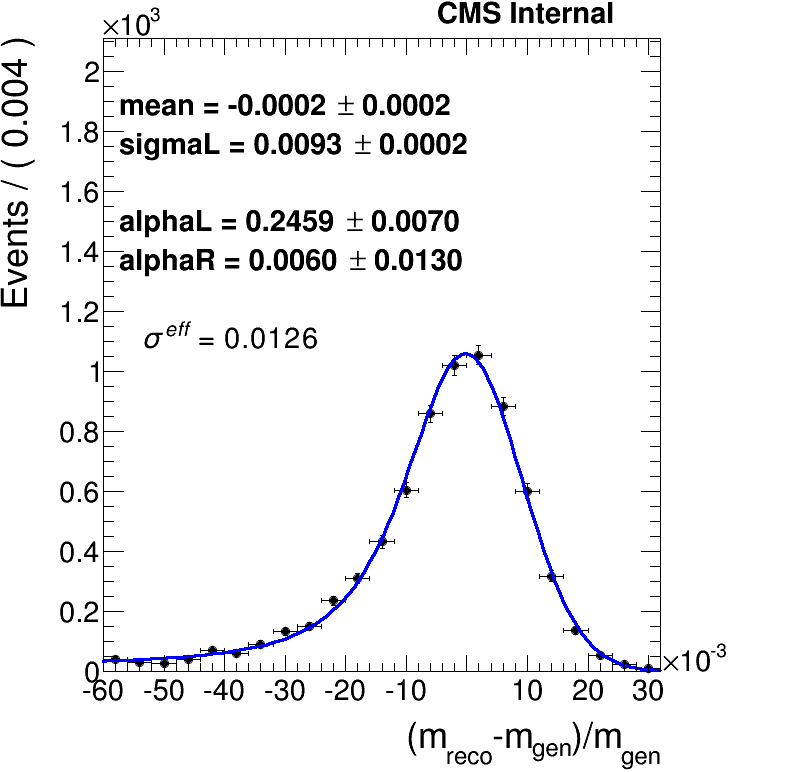 CMS Internal
×10³
Events / ( 0.004 )
2
1.8
1.6
1.4
1.2
1
0.8
0.6
0.4
0.2
0
mean = -0.0002 ± 0.0002
sigmaL = 0.0093 ± 0.0002
alphaL = 0.2459 ± 0.0070
alphaR = 0.0060 ± 0.0130
σ^eff = 0.0126
-60 -50 -40 -30 -20 -10 10 20 30
×10⁻³
(m_reco-m_gen)/m_gen